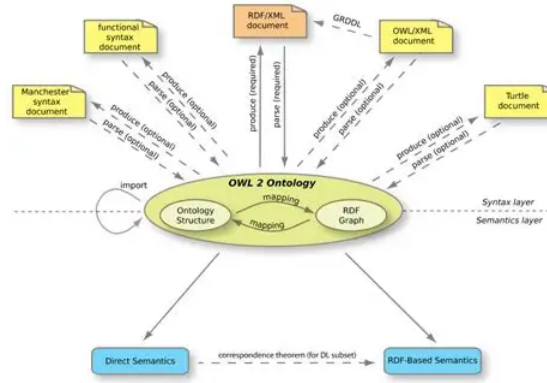 RDF/XML
document
functional
syntax
document
GRDDL
OWL/XML
document
Manchester
syntax
document
Turtle
document
produce (optional)
parse (optional)
produce (optional)
parse (optional)
produce (required)
parse (required)
produce (optional)
parse (optional)
produce (optional)
parse (optional)
import
OWL 2 Ontology
Ontology
Structure
mapping
mapping
RDF
Graph
Syntax layer
Semantics layer
Direct Semantics
correspondence theorem (for DL subset)
RDF-Based Semantics